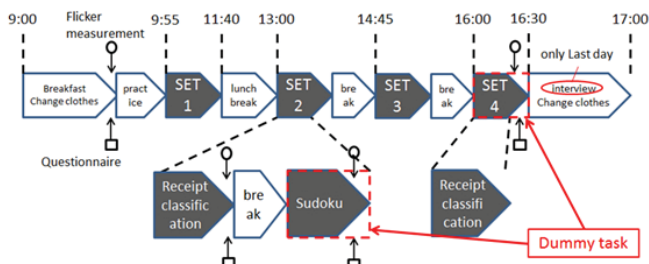 9:00
Flicker
measurement
9:55
11:40
13:00
14:45
16:00
16:30
17:00
only Last day
Breakfast
Change clothes
pract
ice
SET
1
lunch
break
SET
2
bre
ak
SET
3
bre
ak
SET
4
interview
Change clothes
Questionnaire
Receipt
classific
ation
bre
ak
Sudoku
Receipt
classifi
cation
Dummy task